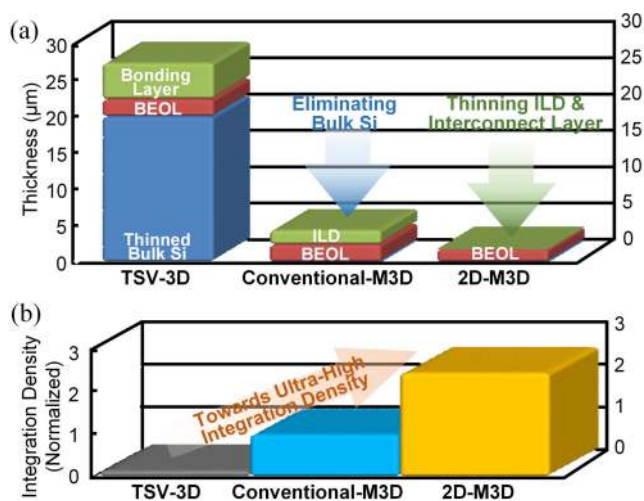 (a)
30
25
20
15
10
5
0
Thickness (μm)
Bonding
Layer
BEOL
Thinned
Bulk Si
Eliminating
Bulk Si
ILD
BEOL
Thinning ILD &
Interconnect Layer
BEOL
30
25
20
15
10
5
0
TSV-3D
Conventional-M3D
2D-M3D
(b)
3
2
1
0
Integration Density
(Normalized)
Towards Ultra-High
Integration Density
3
2
1
0
TSV-3D
Conventional-M3D
2D-M3D